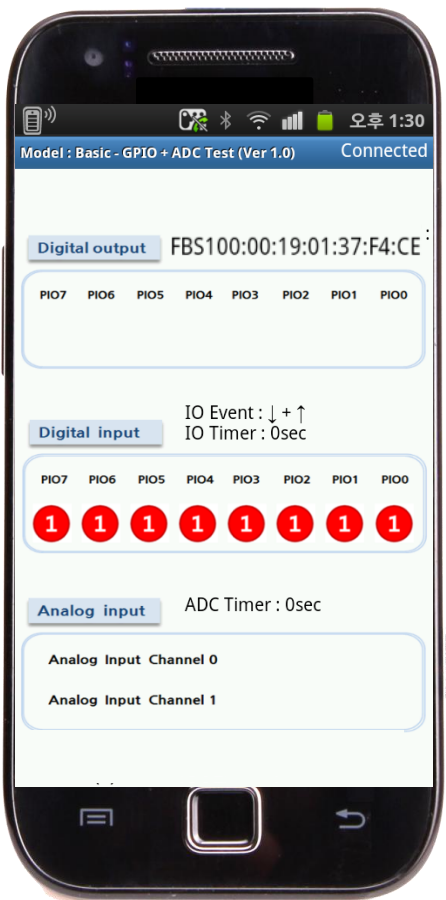 오후 1:30
Model : Basic - GPIO + ADC Test (Ver 1.0) Connected
Digital output FBS100:00:19:01:37:F4:CE :
PIO7 PIO6 PIO5 PIO4 PIO3 PIO2 PIO1 PIO0
IO Event : ↓ + ↑
Digital input IO Timer : 0sec
PIO7 PIO6 PIO5 PIO4 PIO3 PIO2 PIO1 PIO0
1 1 1 1 1 1 1 1
Analog input ADC Timer : 0sec
Analog Input Channel 0
Analog Input Channel 1